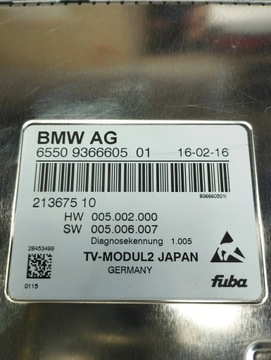 BMW AG
6550 9366605 01 16-02-16
9366605011
213675 10
HW 005.002.000
SW 005.006.007
Diagnosekennung 1.005
28453499
TV-MODUL2 JAPAN
GERMANY
0115
fuba